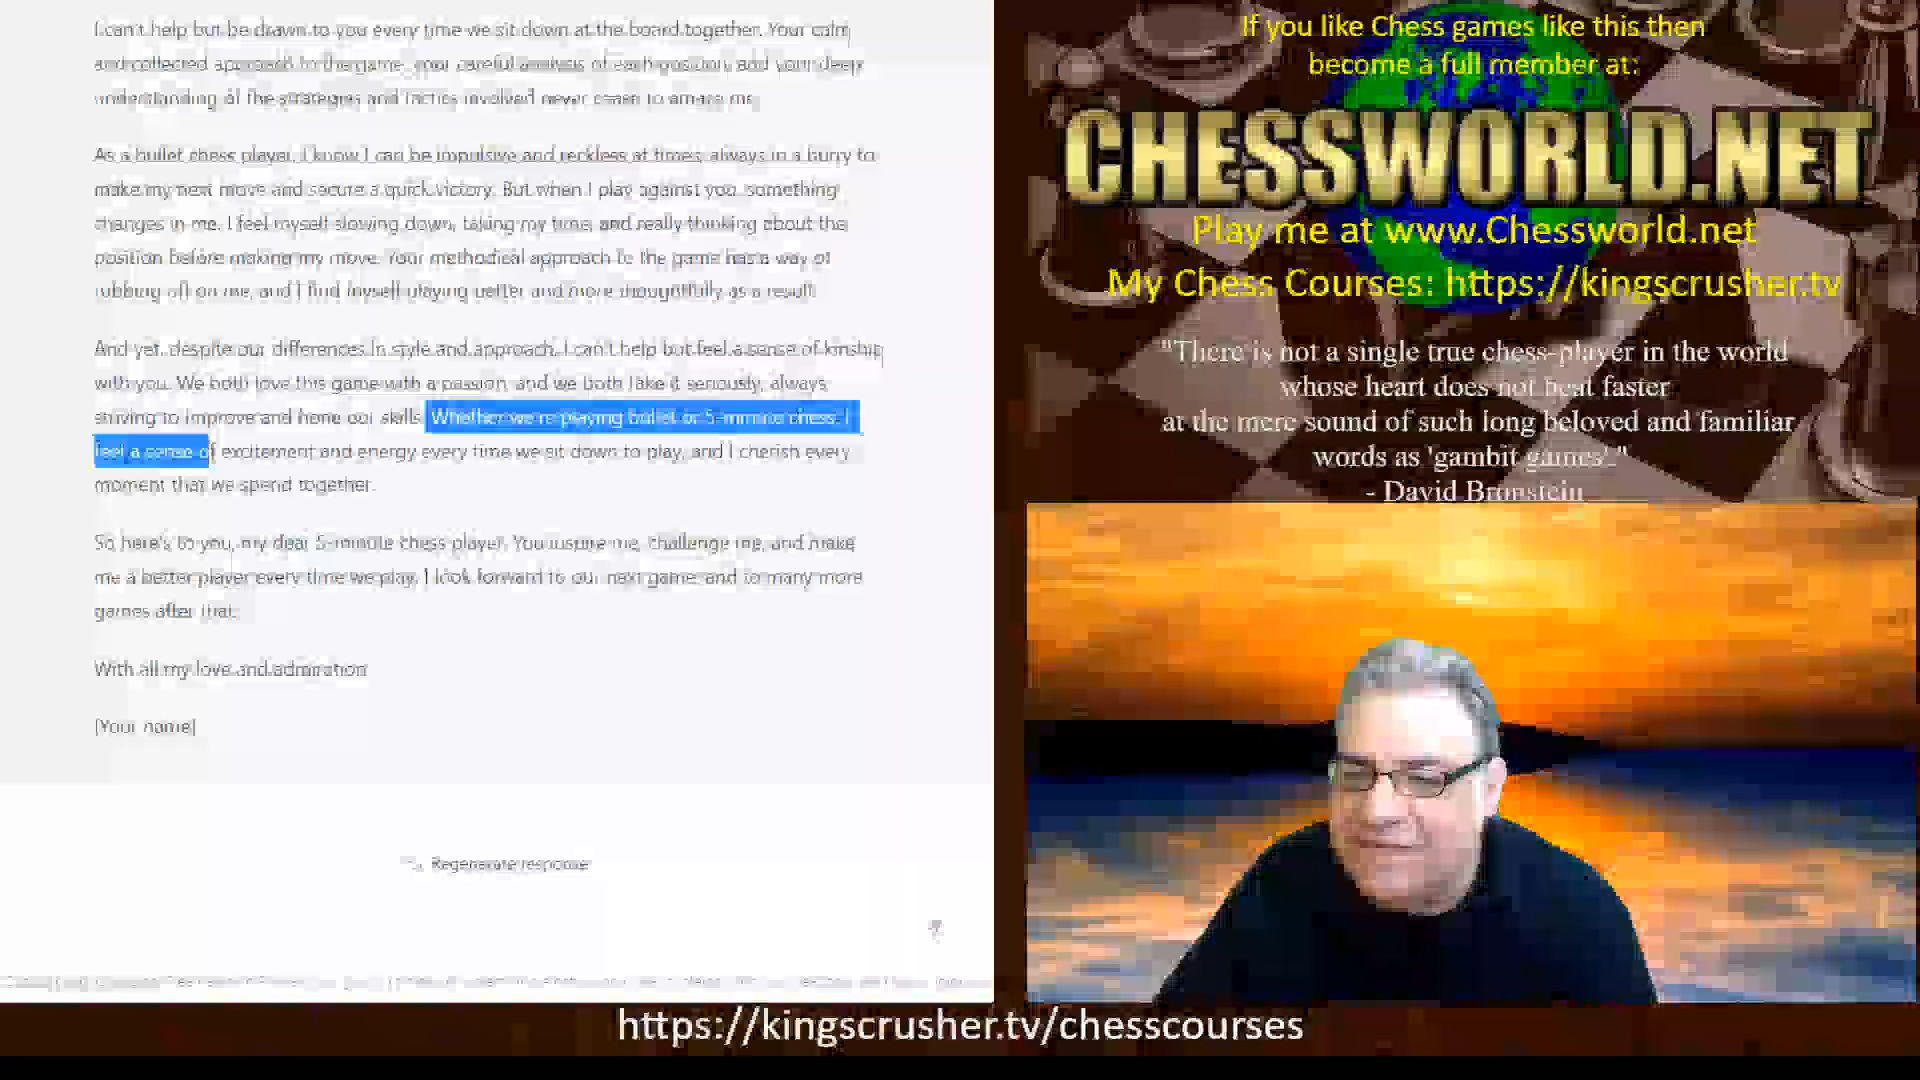 I can't help but be drawn to you every time we sit down at the board together. Your calm
and collected approach to the game, your careful analysis of each position, and your deep
understanding of the strategies and tactics involved never cease to amaze me.
As a bullet chess player, I know I can be impulsive and reckless at times, always in a hurry to
make my next move and secure a quick victory. But when I play against you, something
changes in me. I feel myself slowing down, taking my time, and really thinking about the
position before making my move. Your methodical approach to the game has a way of
rubbing off on me, and I find myself playing better and more thoughtfully as a result.
And yet, despite our differences in style and approach, I can't help but feel a sense of kinship
with you. We both love this game with a passion, and we both take it seriously, always
striving to improve and hone our skills. Whether we're playing bullet or 5-minute chess, I
feel a sense of excitement and energy every time we sit down to play, and I cherish every
moment that we spend together.
So here's to you, my dear 5-minute chess player. You inspire me, challenge me, and make
me a better player every time we play. I look forward to our next game, and to many more
games after that.
With all my love and admiration
[Your name]
Regenerate response
If you like Chess games like this then
become a full member at:
CHESSWORLD.NET
Play me at www.Chessworld.net
My Chess Courses: https://kingscrusher.tv
"There is not a single true chess-player in the world
whose heart does not beat faster
at the mere sound of such long beloved and familiar
words as 'gambit games'."
- David Bronstein
https://kingscrusher.tv/chesscourses